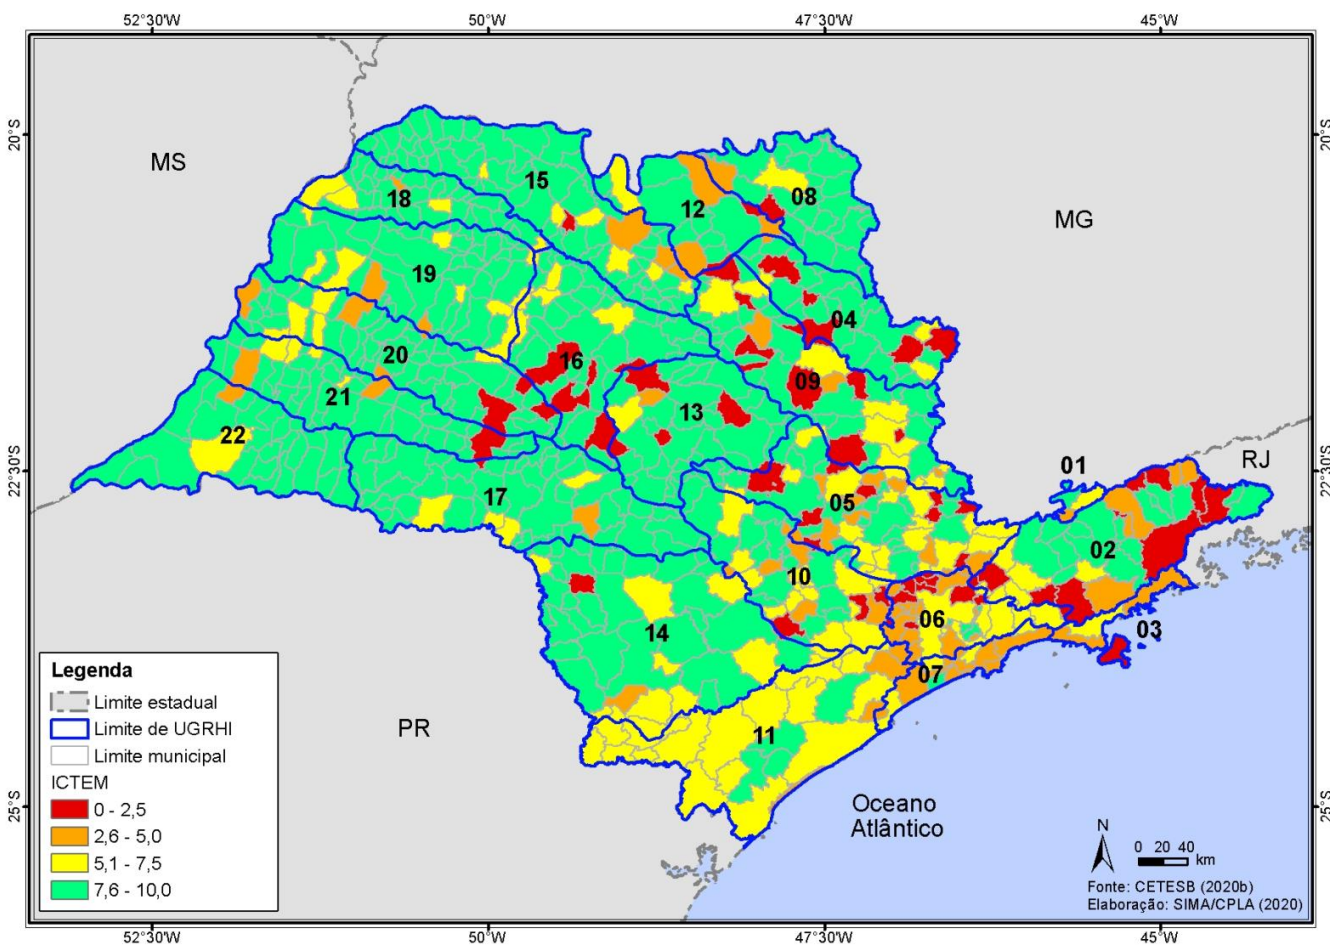 52°30'W 50°W 47°30'W 45°W
20°S 20°S
MS
15
18
08
12
MG
19
04
20
16
09
21
13
22
22°30'S 22°30'S
01
RJ
17
05
02
10
06
03
14
07
11
PR
Legenda
Limite estadual
Limite de UGRHI
Limite municipal
ICTEM
0 - 2,5
2,6 - 5,0
5,1 - 7,5
7,6 - 10,0
25°S 25°S
Oceano
Atlântico
N
0 20 40
km
Fonte: CETESB (2020b)
Elaboração: SIMA/CPLA (2020)
52°30'W 50°W 47°30'W 45°W